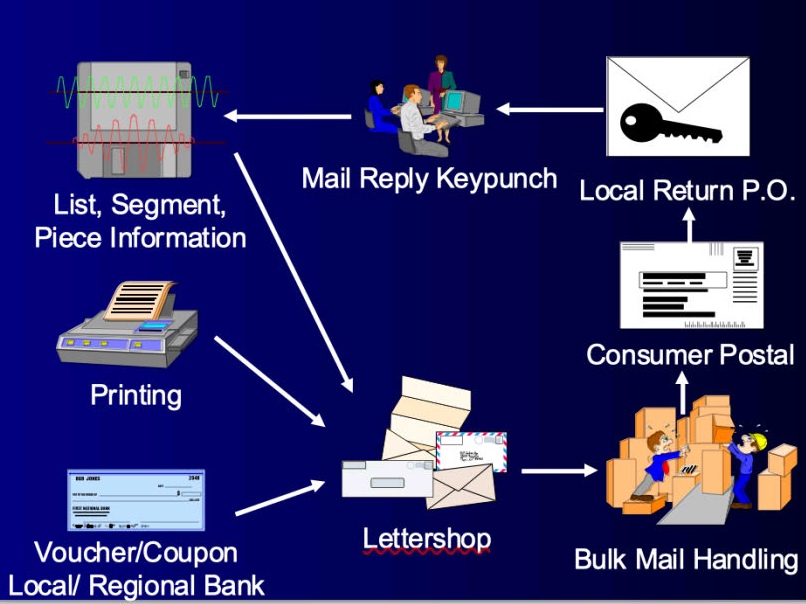 Mail Reply Keypunch
Local Return P.O.
List, Segment,
Piece Information
Consumer Postal
Printing
BUD JONES 2048
$
FIRST NATIONAL BANK
Lettershop
Voucher/Coupon
Local/ Regional Bank
Bulk Mail Handling